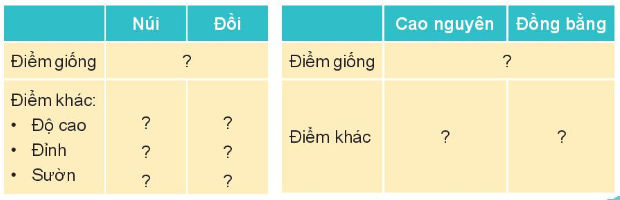 Núi Đồi
Điểm giống ?
Điểm khác:
• Độ cao ? ?
• Đỉnh ? ?
• Sườn ? ?
Cao nguyên Đồng bằng
Điểm giống ?
Điểm khác ? ?